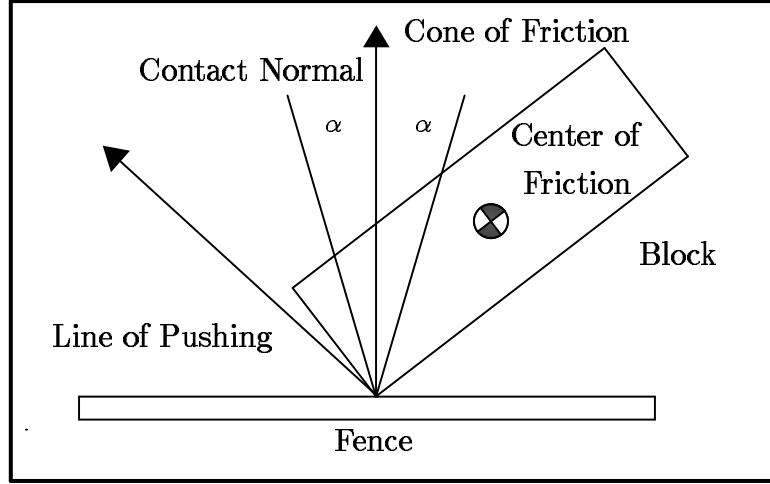 Cone of Friction
Contact Normal
α
α
Center of
Friction
Block
Line of Pushing
Fence